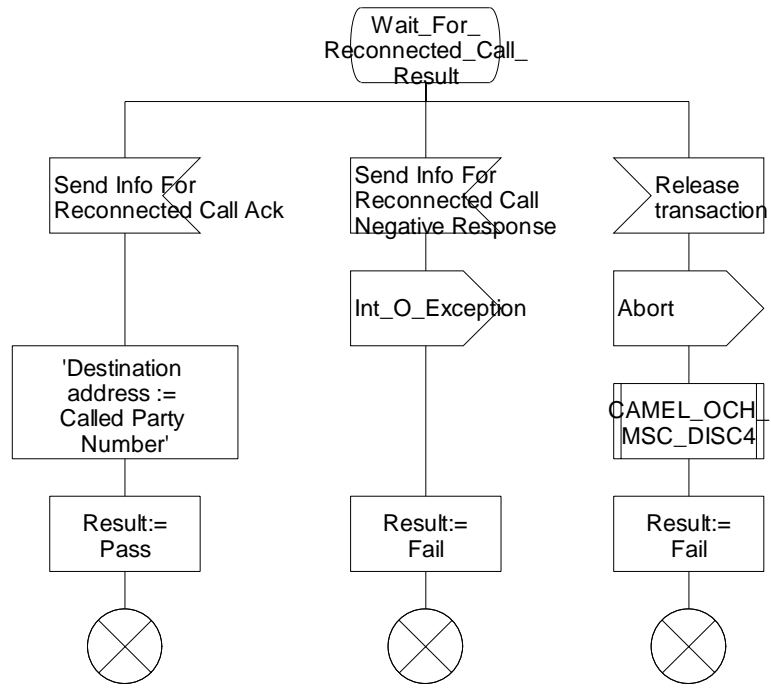 Wait_For_
Reconnected_Call_
Result
Send Info For
Reconnected Call Ack
Send Info For
Reconnected Call
Negative Response
Release
transaction
Int_O_Exception
Abort
'Destination
address :=
Called Party
Number'
CAMEL_OCH_
MSC_DISC4
Result:=
Pass
Result:=
Fail
Result:=
Fail